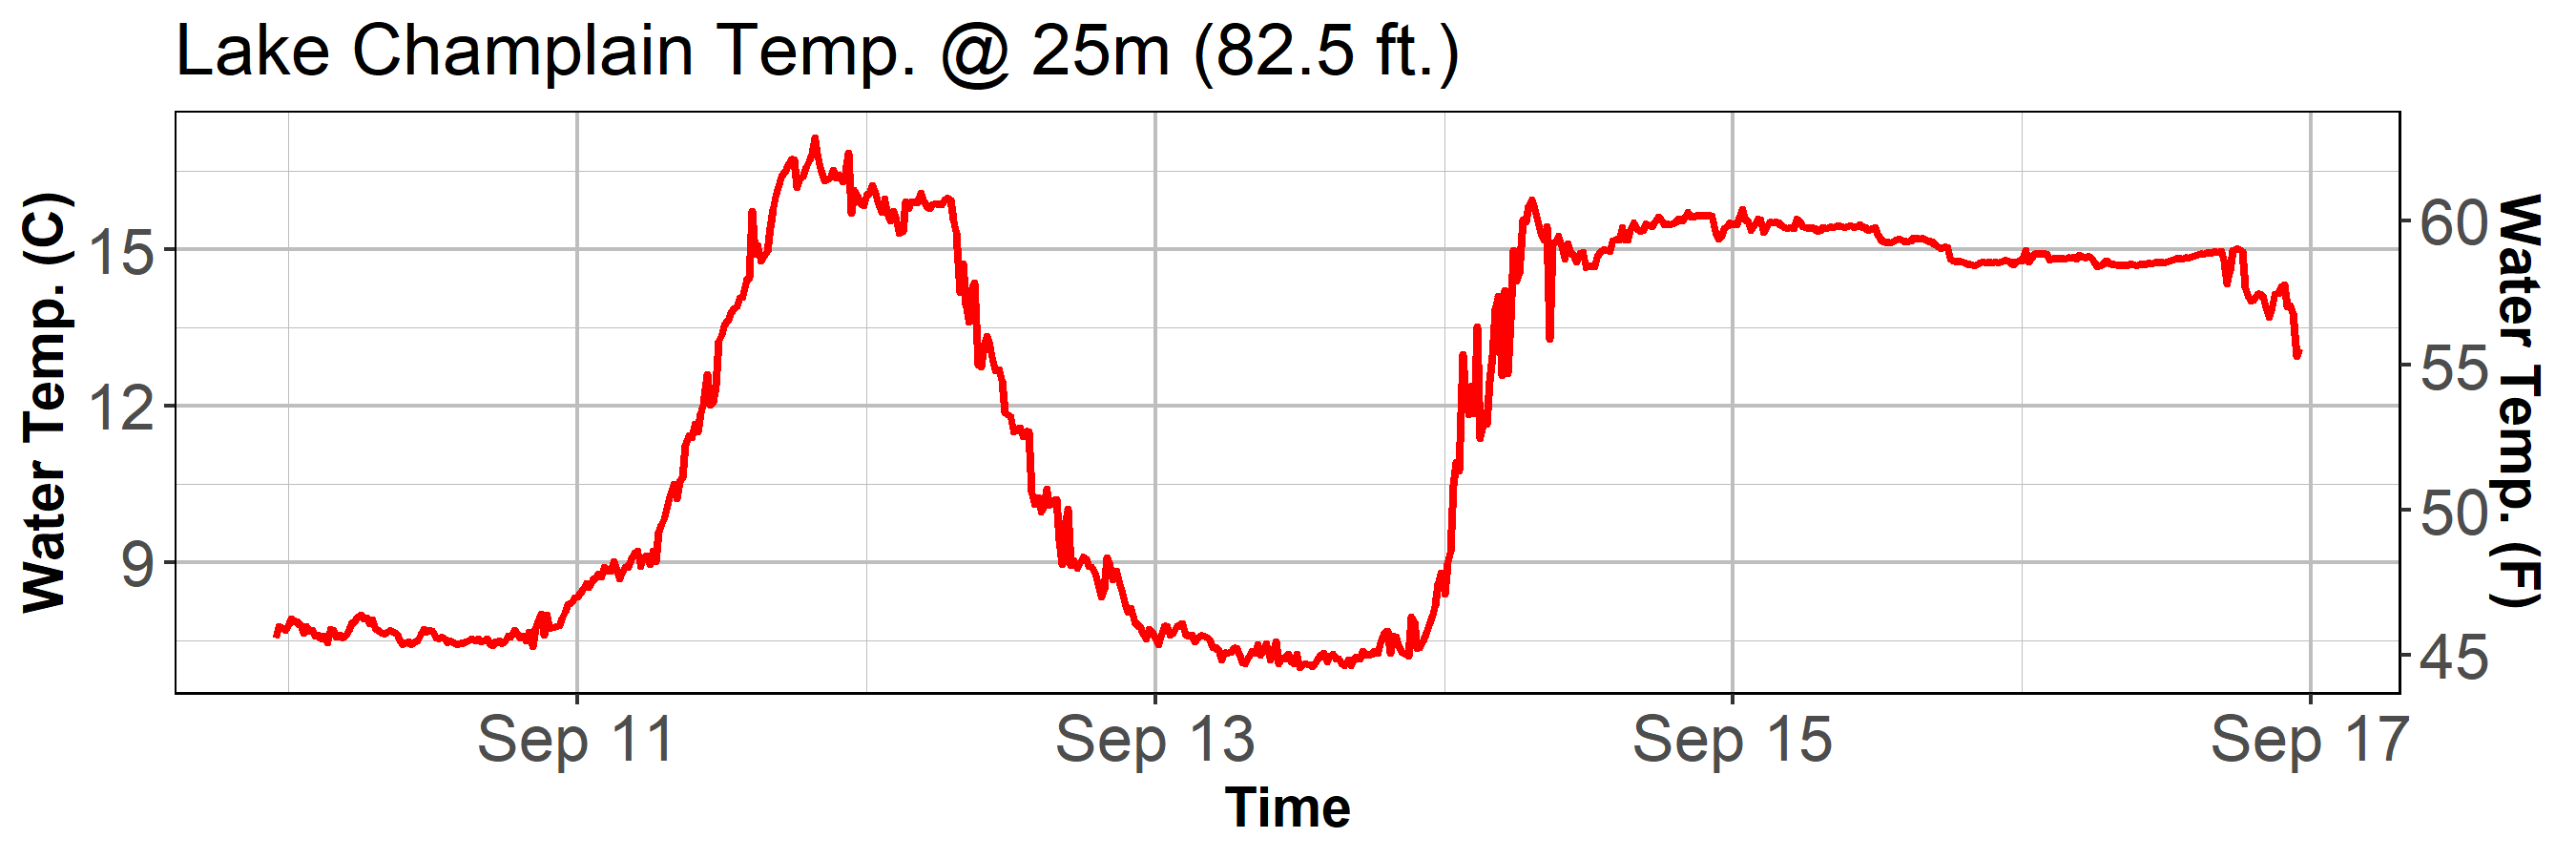 Lake Champlain Temp. @ 25m (82.5 ft.)
Water Temp. (C)
15
12
9
60
55
50
45
Water Temp. (F)
Sep 11 Sep 13 Sep 15 Sep 17
Time